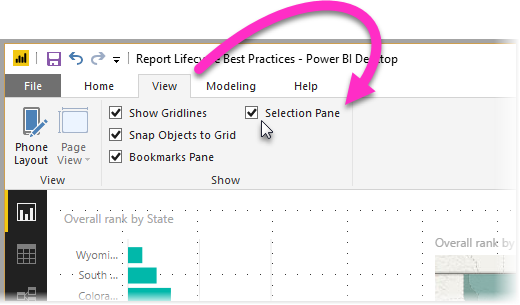 Report Lifecycle Best Practices - Power BI Desktop
File Home View Modeling Help
Show Gridlines Selection Pane
Snap Objects to Grid
Bookmarks Pane
Phone Layout
Page View
View Show
Overall rank by State
Overall rank by
Wyomi...
South ...
Colora...